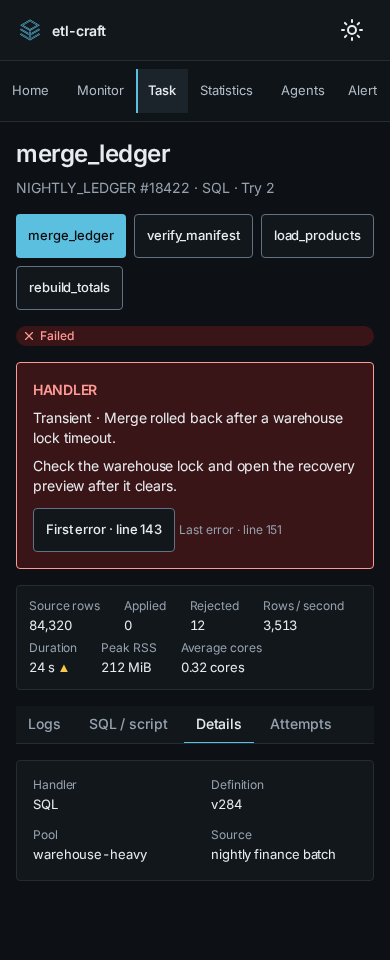 etl-craft
Home Monitor Task Statistics Agents Alert
merge_ledger
NIGHTLY_LEDGER #18422 · SQL · Try 2
merge_ledger verify_manifest load_products
rebuild_totals
Failed
HANDLER
Transient · Merge rolled back after a warehouse
lock timeout.
Check the warehouse lock and open the recovery
preview after it clears.
First error · line 143 Last error · line 151
Source rows Applied Rejected Rows / second
84,320 0 12 3,513
Duration Peak RSS Average cores
24 s ▲ 212 MiB 0.32 cores
Logs SQL / script Details Attempts
Handler Definition
SQL v284
Pool Source
warehouse-heavy nightly finance batch